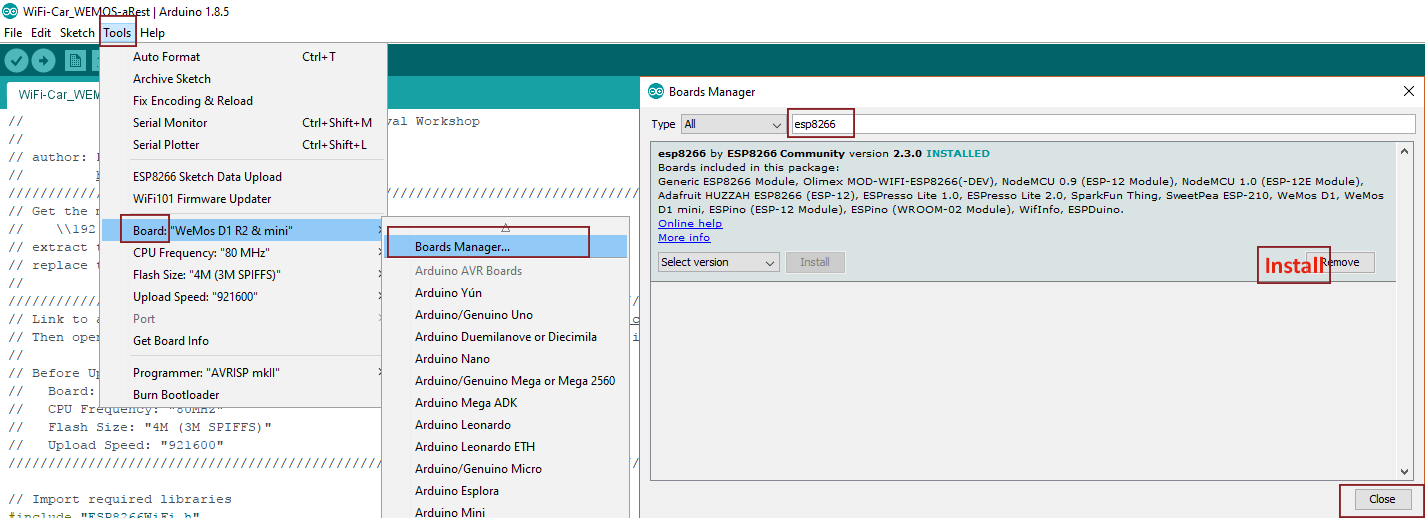 WiFi-Car_WEMOS-aRest | Arduino 1.8.5
File Edit Sketch Tools Help
Auto Format Ctrl+T
Archive Sketch
Fix Encoding & Reload
Serial Monitor Ctrl+Shift+M
Serial Plotter Ctrl+Shift+L
ESP8266 Sketch Data Upload
WiFi101 Firmware Updater
Board: "WeMos D1 R2 & mini"
CPU Frequency: "80 MHz"
Flash Size: "4M (3M SPIFFS)"
Upload Speed: "921600"
Port
Get Board Info
Programmer: "AVRISP mkII"
Burn Bootloader
WiFi-Car_WEM
// Workshop
//
// author:
//
////////////////////////////////////////////////////////////////////////////////
// Get the
// \\192
// extract
// replace
//
////////////////////////////////////////////////////////////////////////////////
// Link to
// Then open
//
// Before
// Board:
// CPU Frequency: "80MHz"
// Flash Size: "4M (3M SPIFFS)"
// Upload Speed: "921600"
////////////////////////////////////////////////////////////////////////////////
// Import required libraries
#include "ESP8266WiFi.h"
Boards Manager...
Arduino AVR Boards
Arduino Yún
Arduino/Genuino Uno
Arduino Duemilanove or Diecimila
Arduino Nano
Arduino/Genuino Mega or Mega 2560
Arduino Mega ADK
Arduino Leonardo
Arduino Leonardo ETH
Arduino/Genuino Micro
Arduino Esplora
Arduino Mini
Boards Manager
Type All esp8266
esp8266 by ESP8266 Community version 2.3.0 INSTALLED
Boards included in this package:
Generic ESP8266 Module, Olimex MOD-WIFI-ESP8266(-DEV), NodeMCU 0.9 (ESP-12 Module), NodeMCU 1.0 (ESP-12E Module),
Adafruit HUZZAH ESP8266 (ESP-12), ESPresso Lite 1.0, ESPresso Lite 2.0, SparkFun Thing, SweetPea ESP-210, WeMos D1, WeMos
D1 mini, ESPino (ESP-12 Module), ESPino (WROOM-02 Module), WifInfo, ESPDuino.
Online help
More info
Select version Install Install Remove
Close